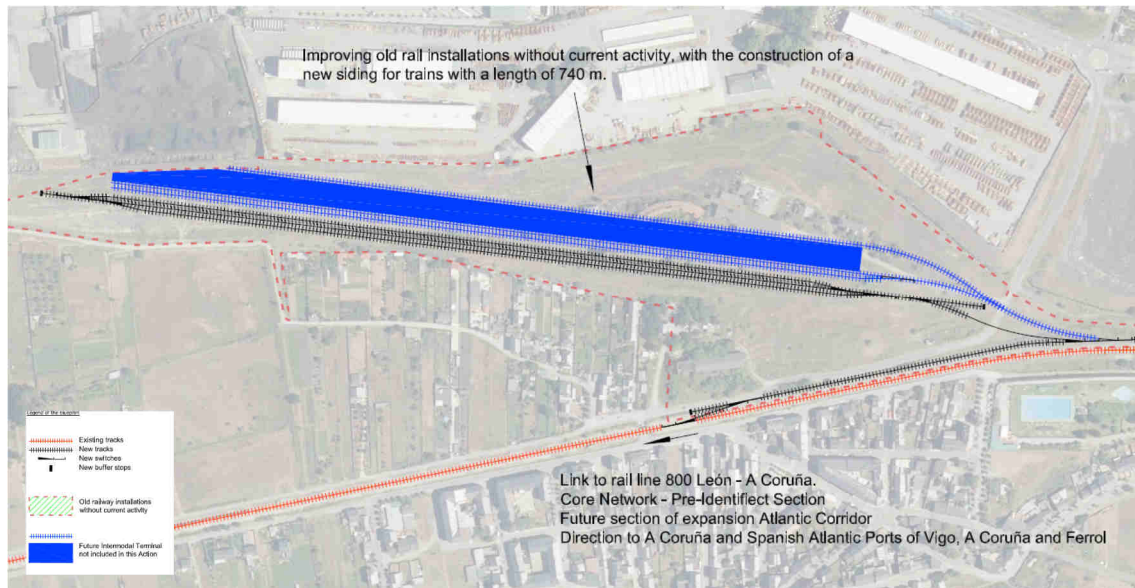 Improving old rail installations without current activity, with the construction of a
new siding for trains with a length of 740 m.
Link to rail line 800 León - A Coruña.
Core Network - Pre-Identifiect Section
Future section of expansion Atlantic Corridor
Direction to A Coruña and Spanish Atlantic Ports of Vigo, A Coruña and Ferrol
Legend of the
Existing tracks
New tracks
New switches
New buffer stops
Old railway installations
without current activity
Future Intermodal Terminal
not included in this Action